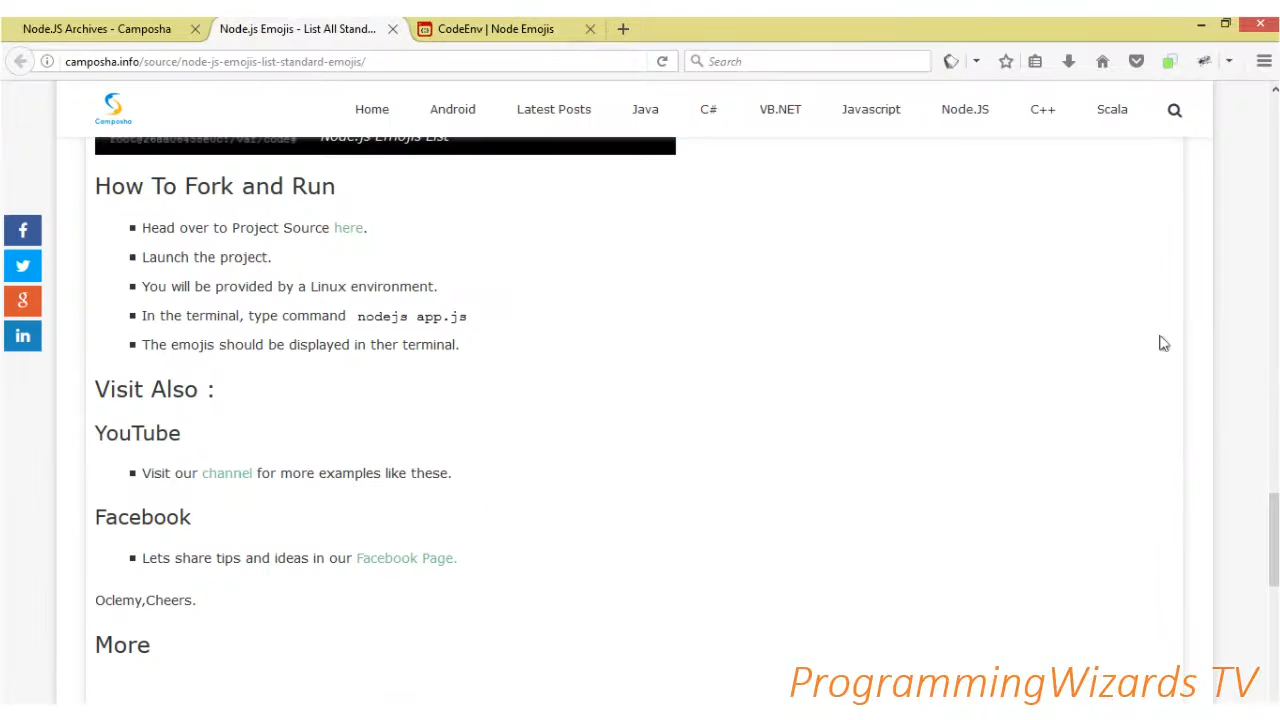 Node.JS Archives - Camposha
Node.js Emojis - List All Stand...
CodeEnv | Node Emojis
camposha.info/source/node-js-emojis-list-standard-emojis/
Search
Camposha
Home
Android
Latest Posts
Java
C#
VB.NET
Javascript
Node.JS
C++
Scala
Node.js Emojis List
How To Fork and Run
Head over to Project Source here.
Launch the project.
You will be provided by a Linux environment.
In the terminal, type command nodejs app.js
The emojis should be displayed in ther terminal.
Visit Also :
YouTube
Visit our channel for more examples like these.
Facebook
Lets share tips and ideas in our Facebook Page.
Oclemy,Cheers.
More
ProgrammingWizards TV